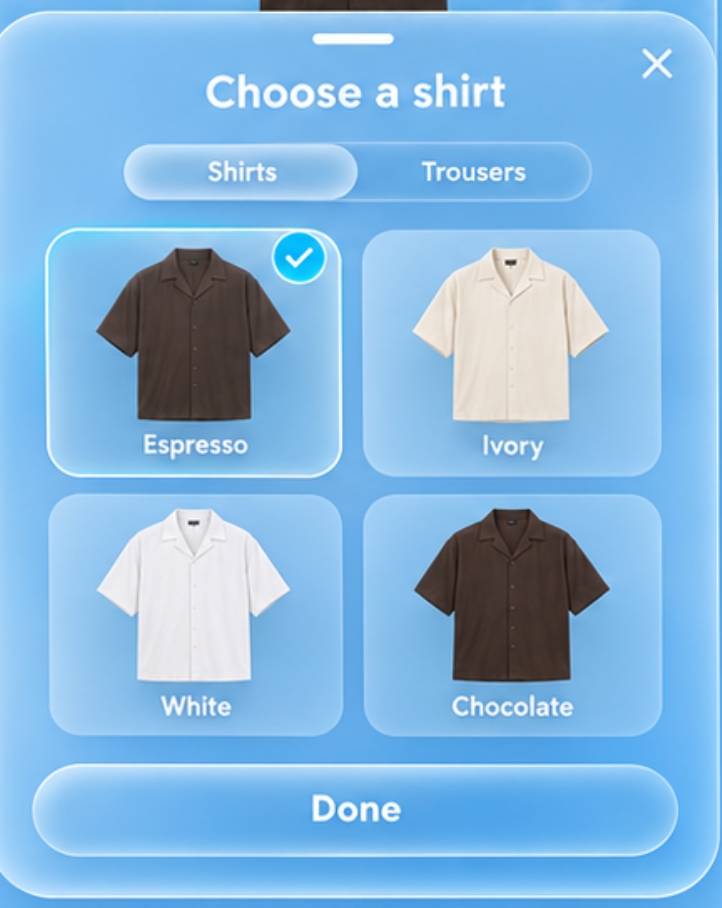 Choose a shirt
Shirts
Trousers
Espresso
Ivory
White
Chocolate
Done